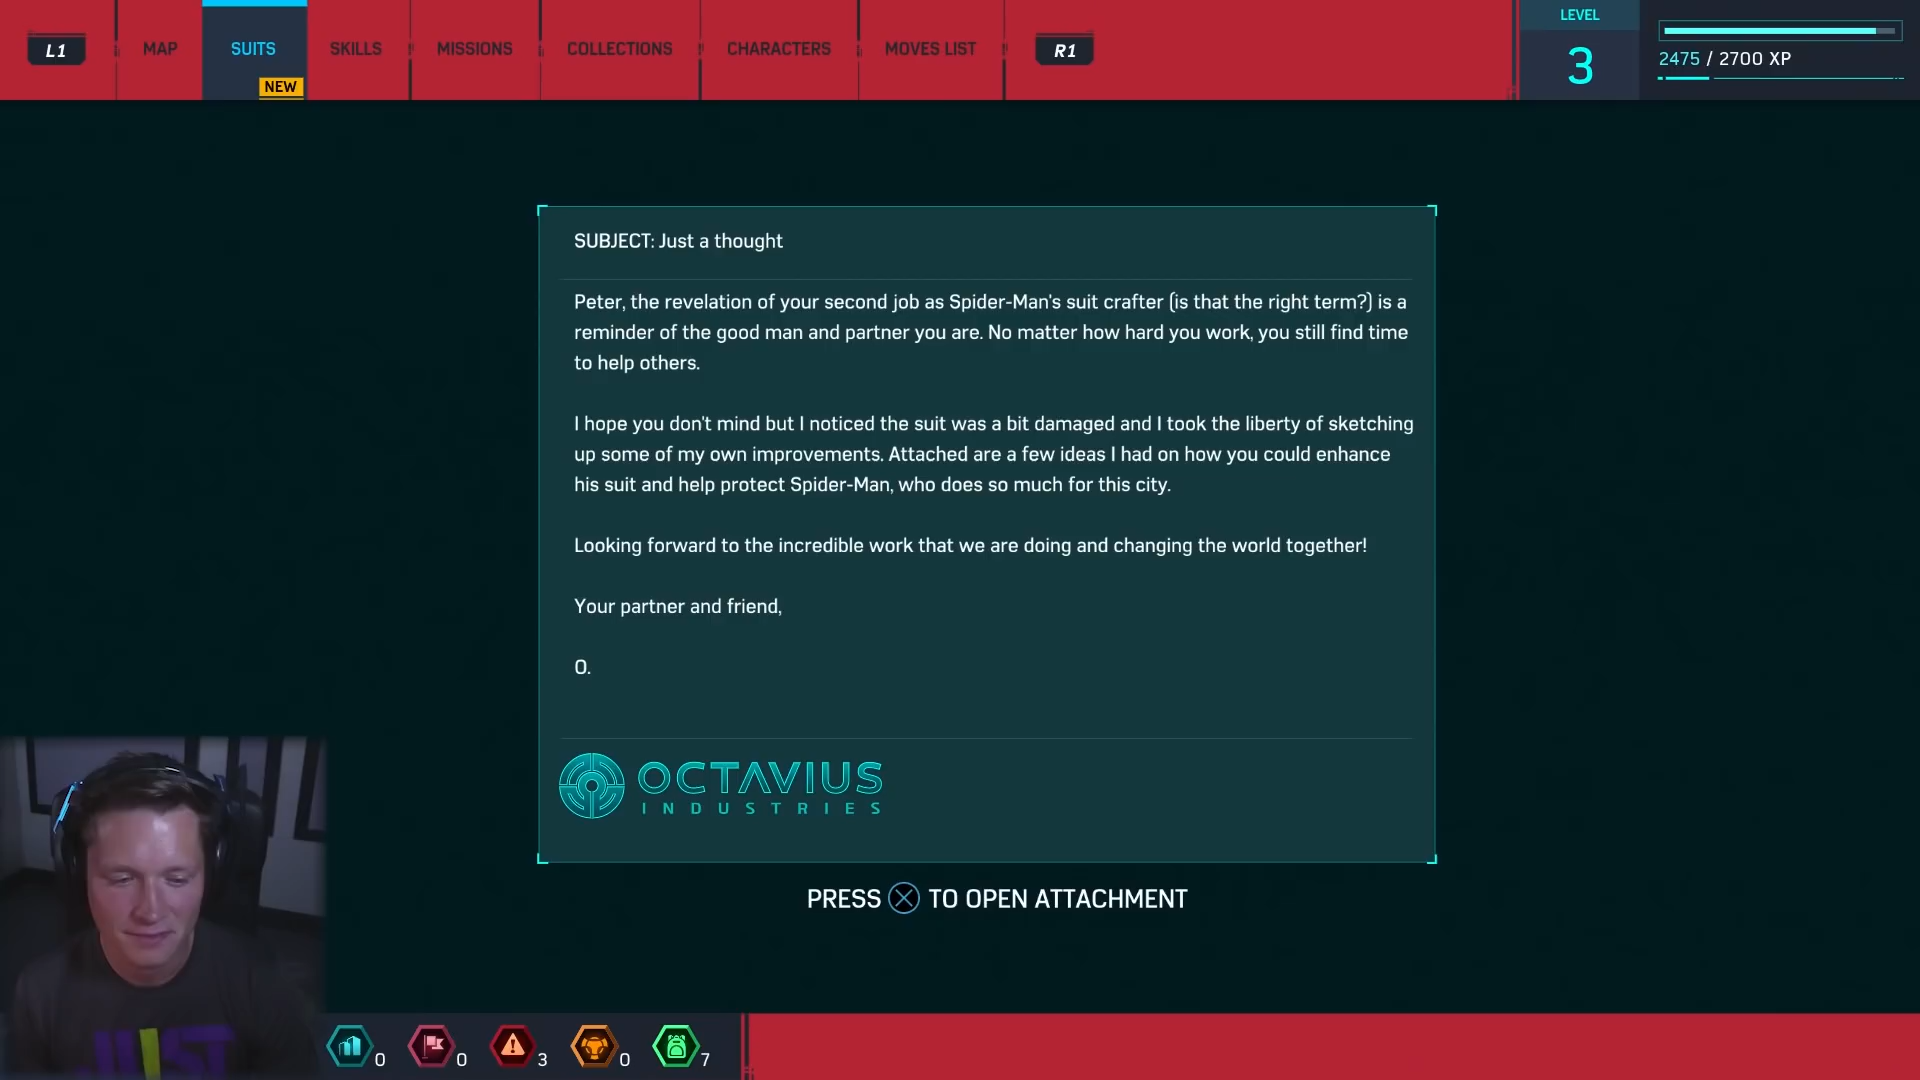 L1
MAP
SUITS
NEW
SKILLS
MISSIONS
COLLECTIONS
CHARACTERS
MOVES LIST
R1
LEVEL
3
2475 / 2700 XP
SUBJECT: Just a thought
Peter, the revelation of your second job as Spider-Man's suit crafter (is that the right term?) is a
reminder of the good man and partner you are. No matter how hard you work, you still find time
to help others.
I hope you don't mind but I noticed the suit was a bit damaged and I took the liberty of sketching
up some of my own improvements. Attached are a few ideas I had on how you could enhance
his suit and help protect Spider-Man, who does so much for this city.
Looking forward to the incredible work that we are doing and changing the world together!
Your partner and friend,
O.
OCTAVIUS
INDUSTRIES
PRESS TO OPEN ATTACHMENT
JUST
0
0
3
0
7